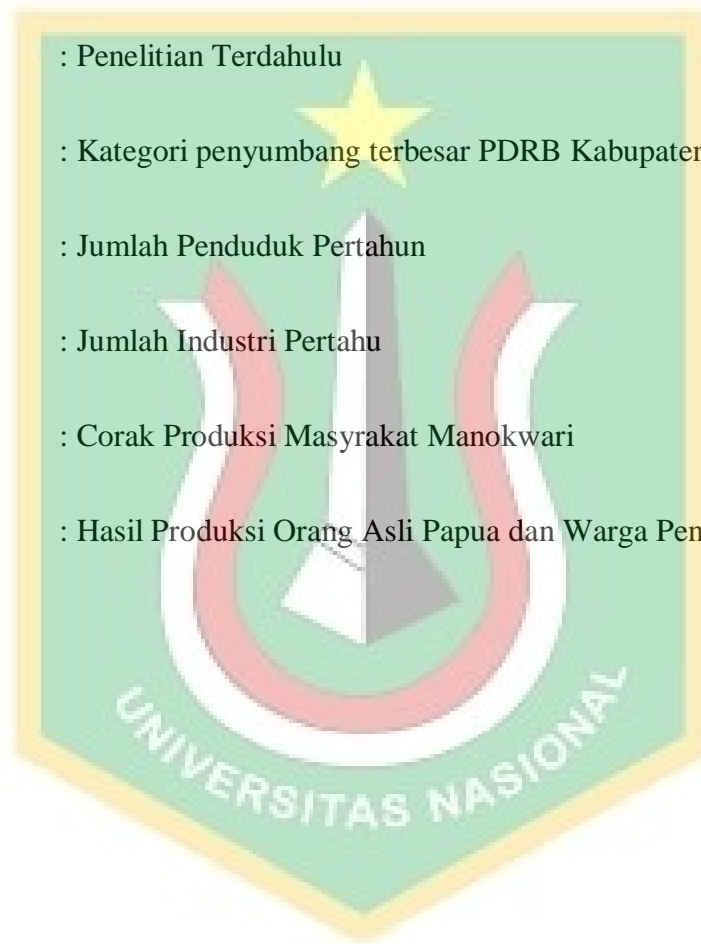 : Penelitian Terdahulu
: Kategori penyumbang terbesar PDRB Kabupaten
: Jumlah Penduduk Pertahun
: Jumlah Industri Pertahu
: Corak Produksi Masyrakat Manokwari
: Hasil Produksi Orang Asli Papua dan Warga Pen
UNIVERSITAS NASIONAL